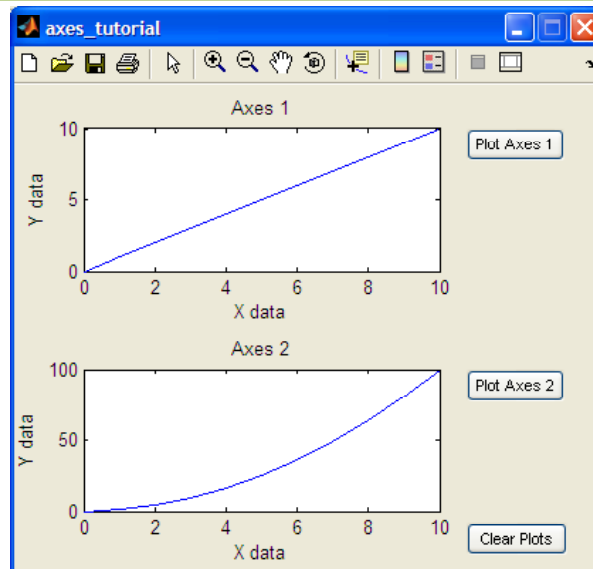 axes_tutorial
Axes 1
10
5
0
Y data
0 2 4 6 8 10
X data
Plot Axes 1
Axes 2
100
50
0
Y data
0 2 4 6 8 10
X data
Plot Axes 2
Clear Plots